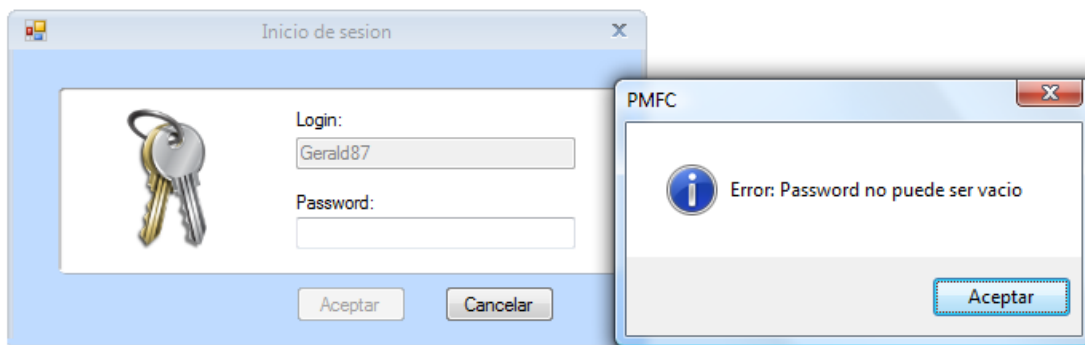 Inicio de sesion
Login:
Gerald87
Password:
Aceptar
Cancelar
PMFC
Error: Password no puede ser vacio
Aceptar